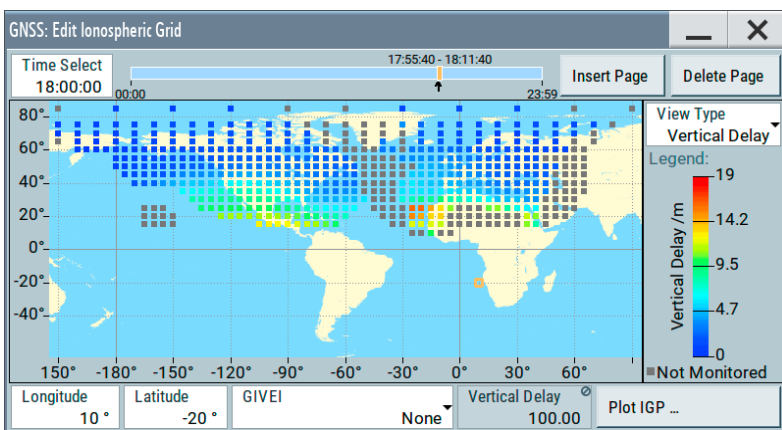 GNSS: Edit Ionospheric Grid
Time Select
18:00:00
17:55:40 - 18:11:40
00:00
23:59
Insert Page
Delete Page
View Type
Vertical Delay
Legend:
80°
60°
40°
20°
0°
-20°
-40°
150° -180° -150° -120° -90° -60° -30° 0° 30° 60°
19
14.2
9.5
4.7
0
Vertical Delay /m
Not Monitored
Longitude
10 °
Latitude
-20 °
GIVEI
None
Vertical Delay
100.00
Plot IGP ...